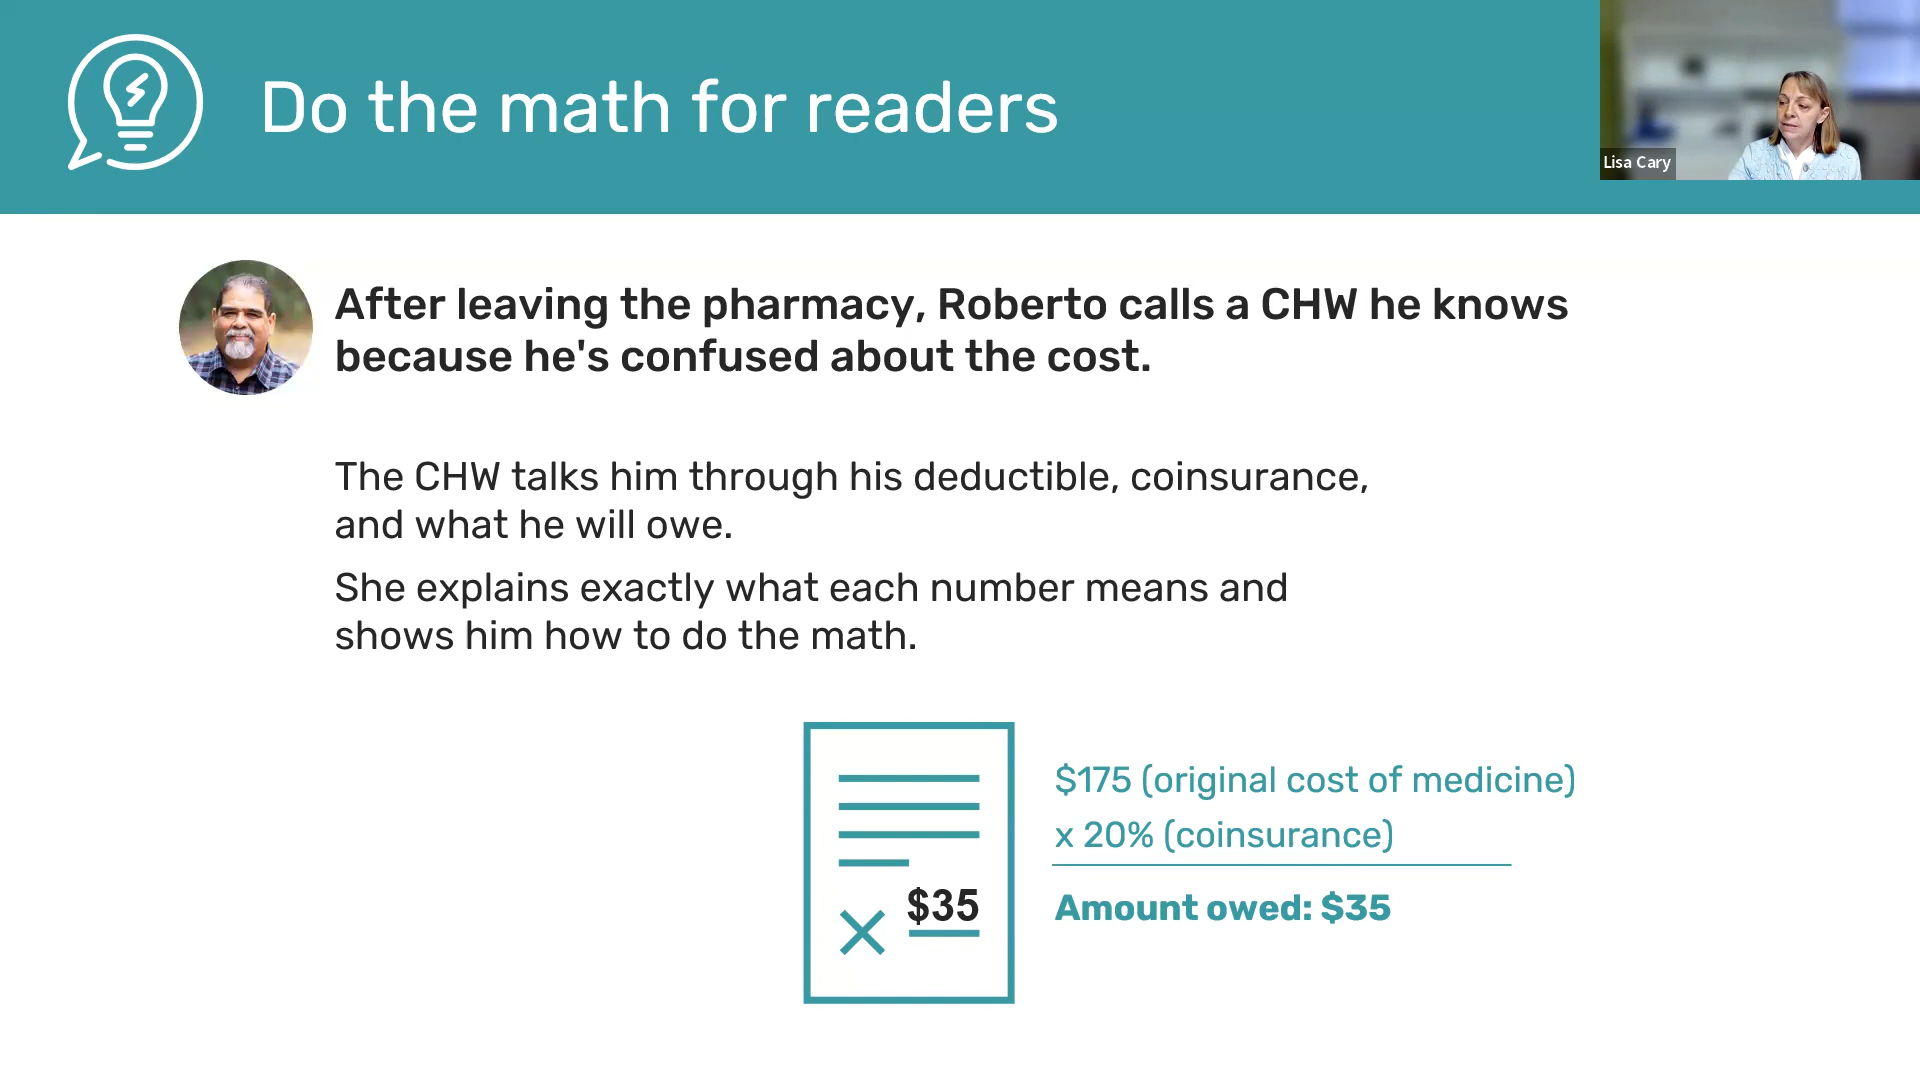 Do the math for readers
Lisa Cary
After leaving the pharmacy, Roberto calls a CHW he knows
because he's confused about the cost.
The CHW talks him through his deductible, coinsurance,
and what he will owe.
She explains exactly what each number means and
shows him how to do the math.
$35
$175 (original cost of medicine)
x 20% (coinsurance)
Amount owed: $35